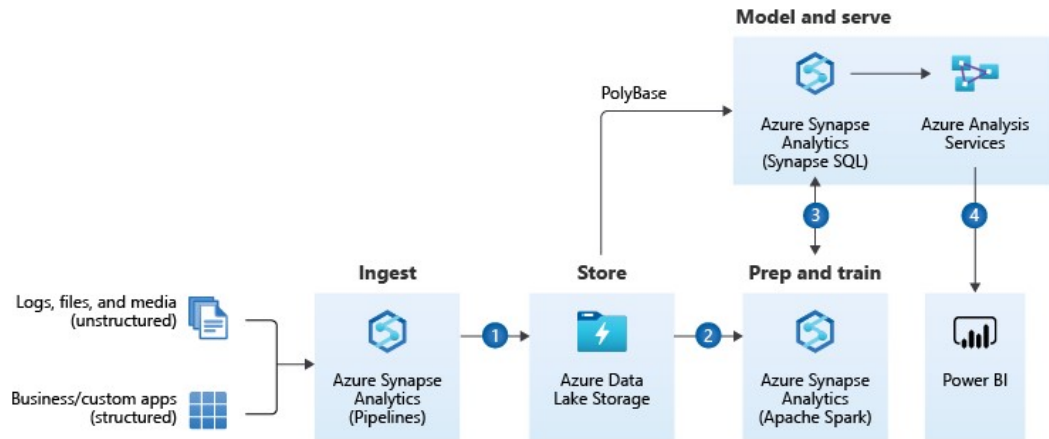 Model and serve
PolyBase
Azure Synapse
Analytics
(Synapse SQL)
Azure Analysis
Services
3
4
Ingest
Store
Prep and train
Logs, files, and media
(unstructured)
1
2
Business/custom apps
(structured)
Azure Synapse
Analytics
(Pipelines)
Azure Data
Lake Storage
Azure Synapse
Analytics
(Apache Spark)
Power BI